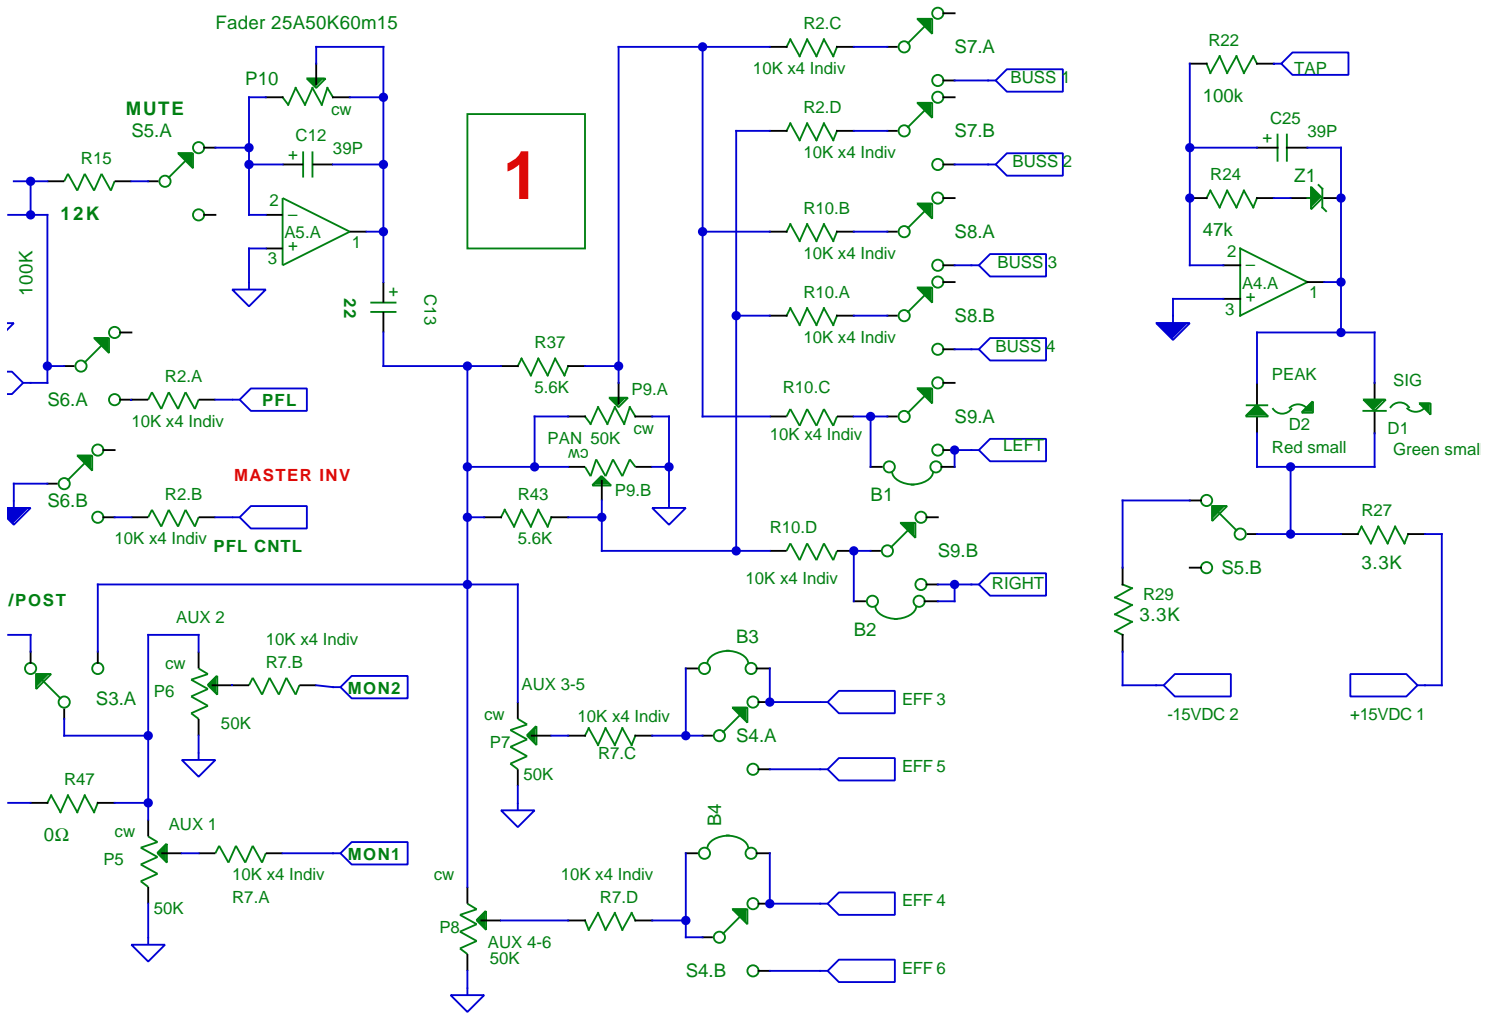 Fader 25A50K60m15
P10
cw
MUTE
S5.A
C12
+
39P
R15
12K
2
−
A5.A
+
3
1
100K
+
22
C13
1
S6.A
R2.A
10K x4 Indiv
PFL
MASTER INV
S6.B
R2.B
10K x4 Indiv
PFL CNTL
/POST
S3.A
AUX 2
cw
P6
50K
10K x4 Indiv
R7.B
MON2
R47
0Ω
cw
P5
50K
AUX 1
10K x4 Indiv
R7.A
MON1
R37
5.6K
P9.A
PAN 50K
cw
cw
P9.B
R43
5.6K
R2.C
10K x4 Indiv
S7.A
BUSS 1
R2.D
10K x4 Indiv
S7.B
BUSS 2
R10.B
10K x4 Indiv
S8.A
BUSS 3
R10.A
10K x4 Indiv
S8.B
BUSS 4
R10.C
10K x4 Indiv
S9.A
LEFT
B1
R10.D
10K x4 Indiv
S9.B
RIGHT
B2
AUX 3-5
cw
P7
50K
10K x4 Indiv
R7.C
B3
S4.A
EFF 3
EFF 5
cw
P8
AUX 4-6
50K
10K x4 Indiv
R7.D
B4
S4.B
EFF 4
EFF 6
R22
TAP
100k
C25
+
39P
R24
Z1
47k
2
−
A4.A
+
3
1
PEAK
D2
Red small
SIG
D1
Green smal
S5.B
R27
3.3K
R29
3.3K
-15VDC 2
+15VDC 1